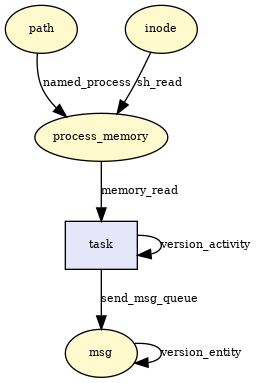 path
inode
named_process
sh_read
process_memory
memory_read
task
version_activity
send_msg_queue
msg
version_entity